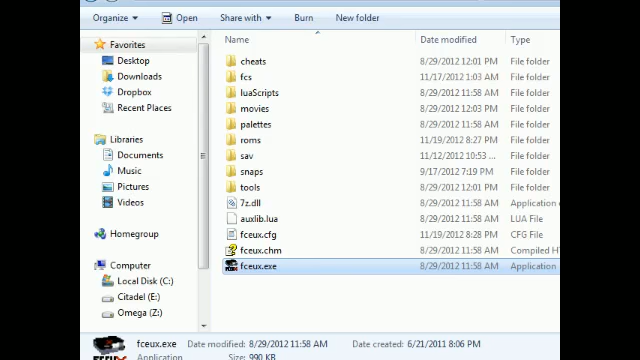 Organize Open Share with Burn New folder
Favorites
Desktop
Downloads
Dropbox
Recent Places
Libraries
Documents
Music
Pictures
Videos
Homegroup
Computer
Local Disk (C:)
Citadel (E:)
Omega (Z:)
Name Date modified Type
cheats 8/29/2012 12:01 PM File folder
fcs 11/17/2012 1:03 AM File folder
luaScripts 8/29/2012 11:58 AM File folder
movies 8/29/2012 12:03 PM File folder
palettes 8/29/2012 11:58 AM File folder
roms 11/19/2012 8:27 PM File folder
sav 11/12/2012 10:53 ... File folder
snaps 9/17/2012 7:19 PM File folder
tools 8/29/2012 12:01 PM File folder
7z.dll 8/29/2012 11:58 AM Application
auxlib.lua 8/29/2012 11:58 AM LUA File
fceux.cfg 11/19/2012 8:28 PM CFG File
fceux.chm 8/29/2012 11:58 AM Compiled
fceux.exe 8/29/2012 11:58 AM Application
fceux.exe Date modified: 8/29/2012 11:58 AM Date created: 6/21/2011 8:06 PM
Application Size: 990 KB